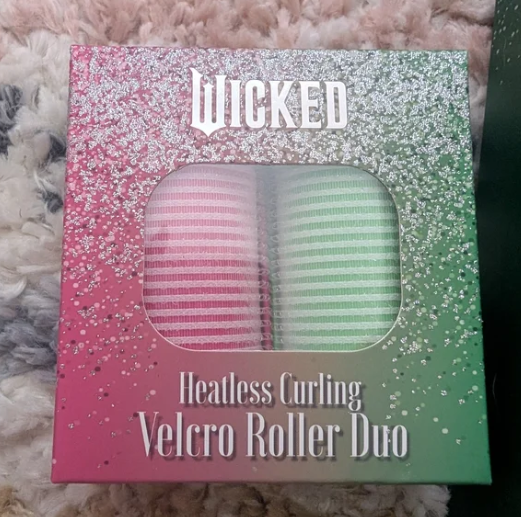 WICKED
Heatless Curling
Velcro Roller Duo